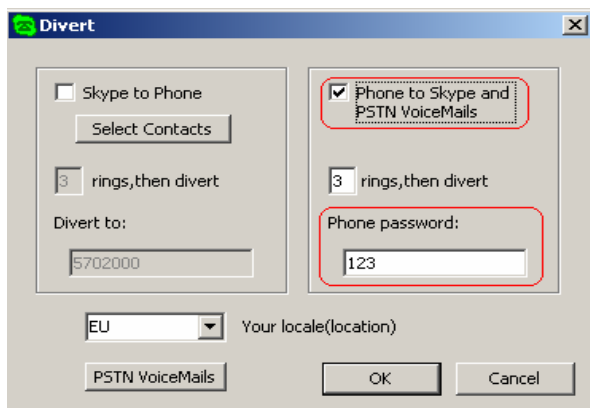 Divert
Skype to Phone
Select Contacts
3 rings,then divert
Divert to:
5702000
Phone to Skype and
PSTN VoiceMails
3 rings,then divert
Phone password:
123
EU Your locale(location)
PSTN VoiceMails
OK
Cancel